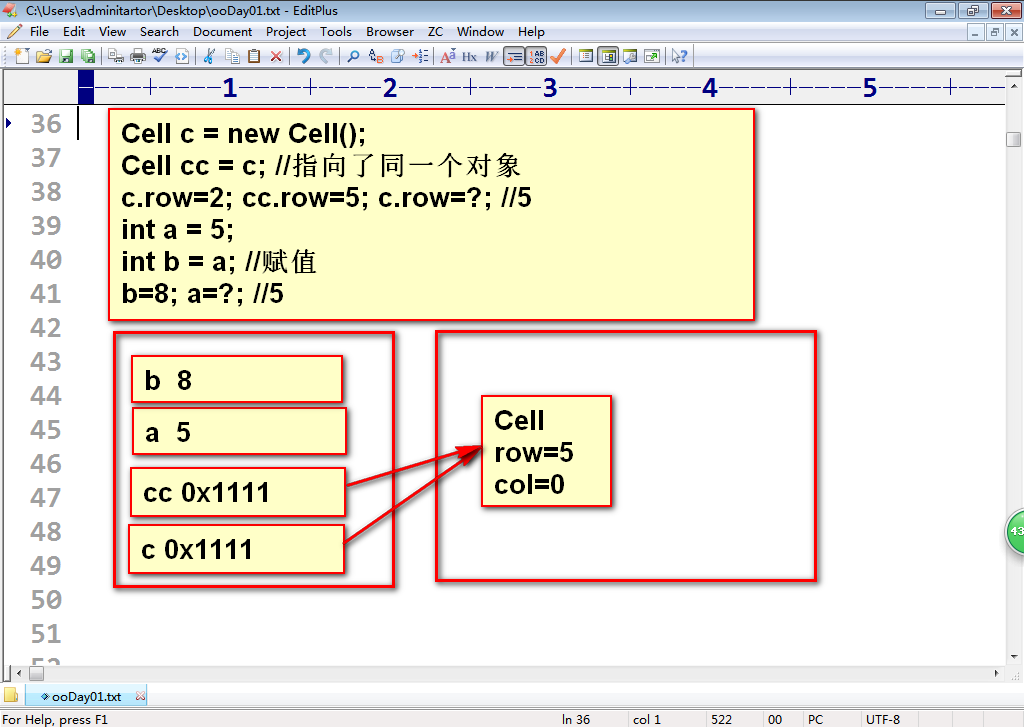 C:\Users\adminitartor\Desktop\ooDay01.txt - EditPlus
File Edit View Search Document Project Tools Browser ZC Window Help
1 2 3 4 5
36
37
38
39
40
41
42
43
44
45
46
47
48
49
50
51
52
Cell c = new Cell();
Cell cc = c; //指向了同一个对象
c.row=2; cc.row=5; c.row=?; //5
int a = 5;
int b = a; //赋值
b=8; a=?; //5
b 8
a 5
cc 0x1111
c 0x1111
Cell
row=5
col=0
43
ooDay01.txt
For Help, press F1 ln 36 col 1 522 00 PC UTF-8